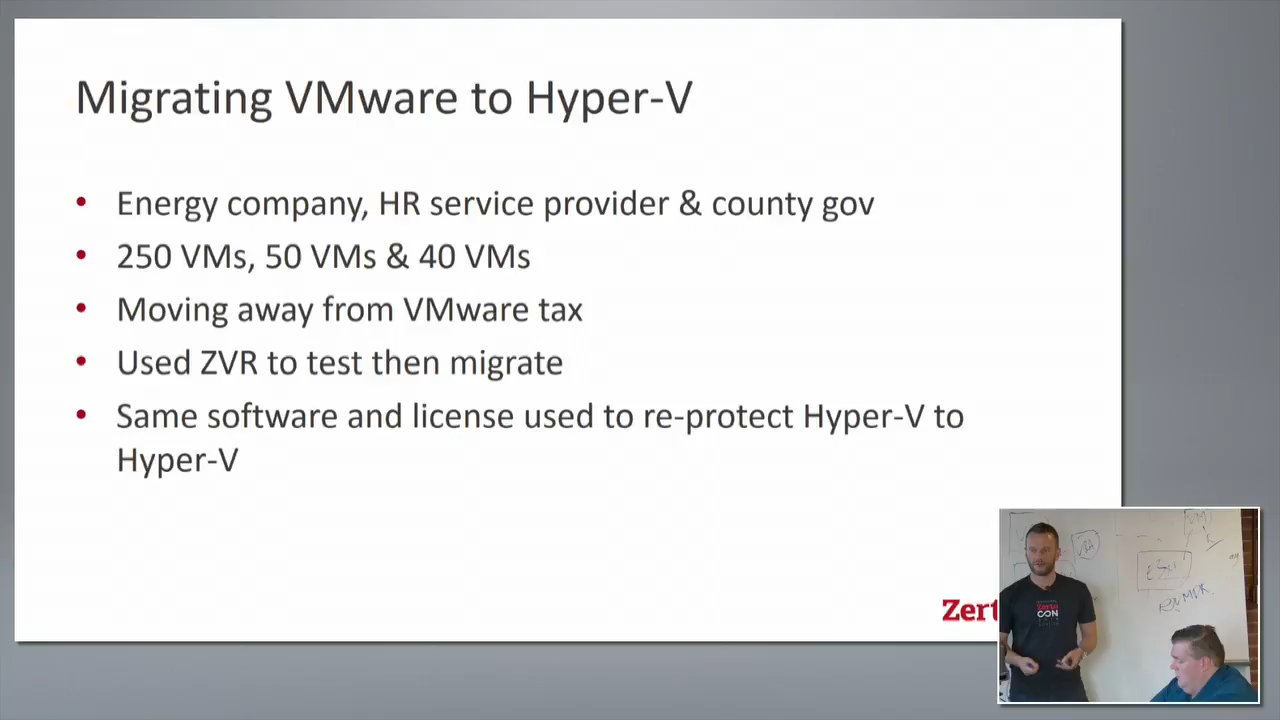 Migrating VMware to Hyper-V
• Energy company, HR service provider & county gov
• 250 VMs, 50 VMs & 40 VMs
• Moving away from VMware tax
• Used ZVR to test then migrate
• Same software and license used to re-protect Hyper-V to
Hyper-V
Zert
CON